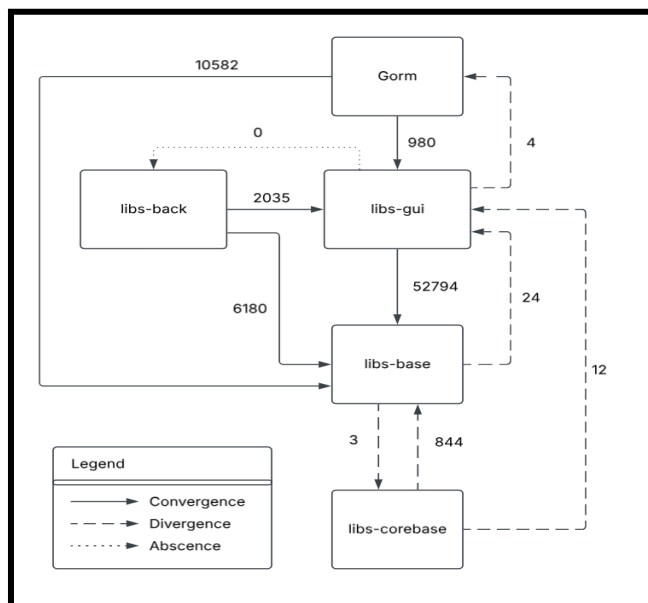 10582
Gorm
0
980
4
libs-back
2035
libs-gui
6180
52794
24
libs-base
12
3
844
Legend
Convergence
Divergence
Abscence
libs-corebase